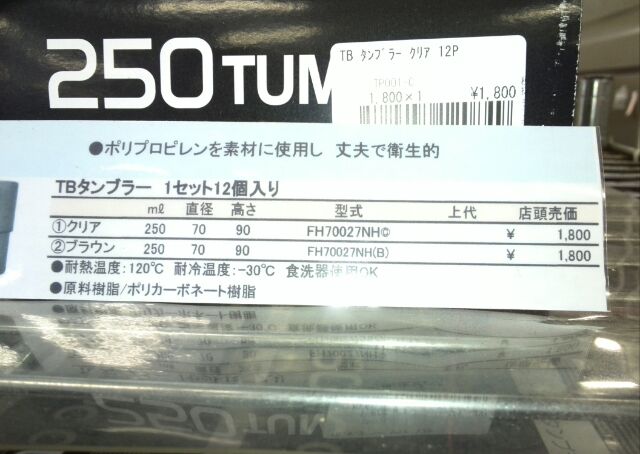 250 TUM
TB タンブラー クリア 12P
TP001-C
1,800×1 ¥1,800
●ポリプロピレンを素材に使用し 丈夫で衛生的
TBタンブラー 1セット12個入り
mℓ 直径 高さ 型式 上代 店頭売価
①クリア 250 70 90 FH70027NH© ¥ 1,800
②ブラウン 250 70 90 FH70027NH(B) ¥ 1,800
●耐熱温度:120℃ 耐冷温度:-30℃ 食洗器使用OK
●原料樹脂/ポリカーボネート樹脂